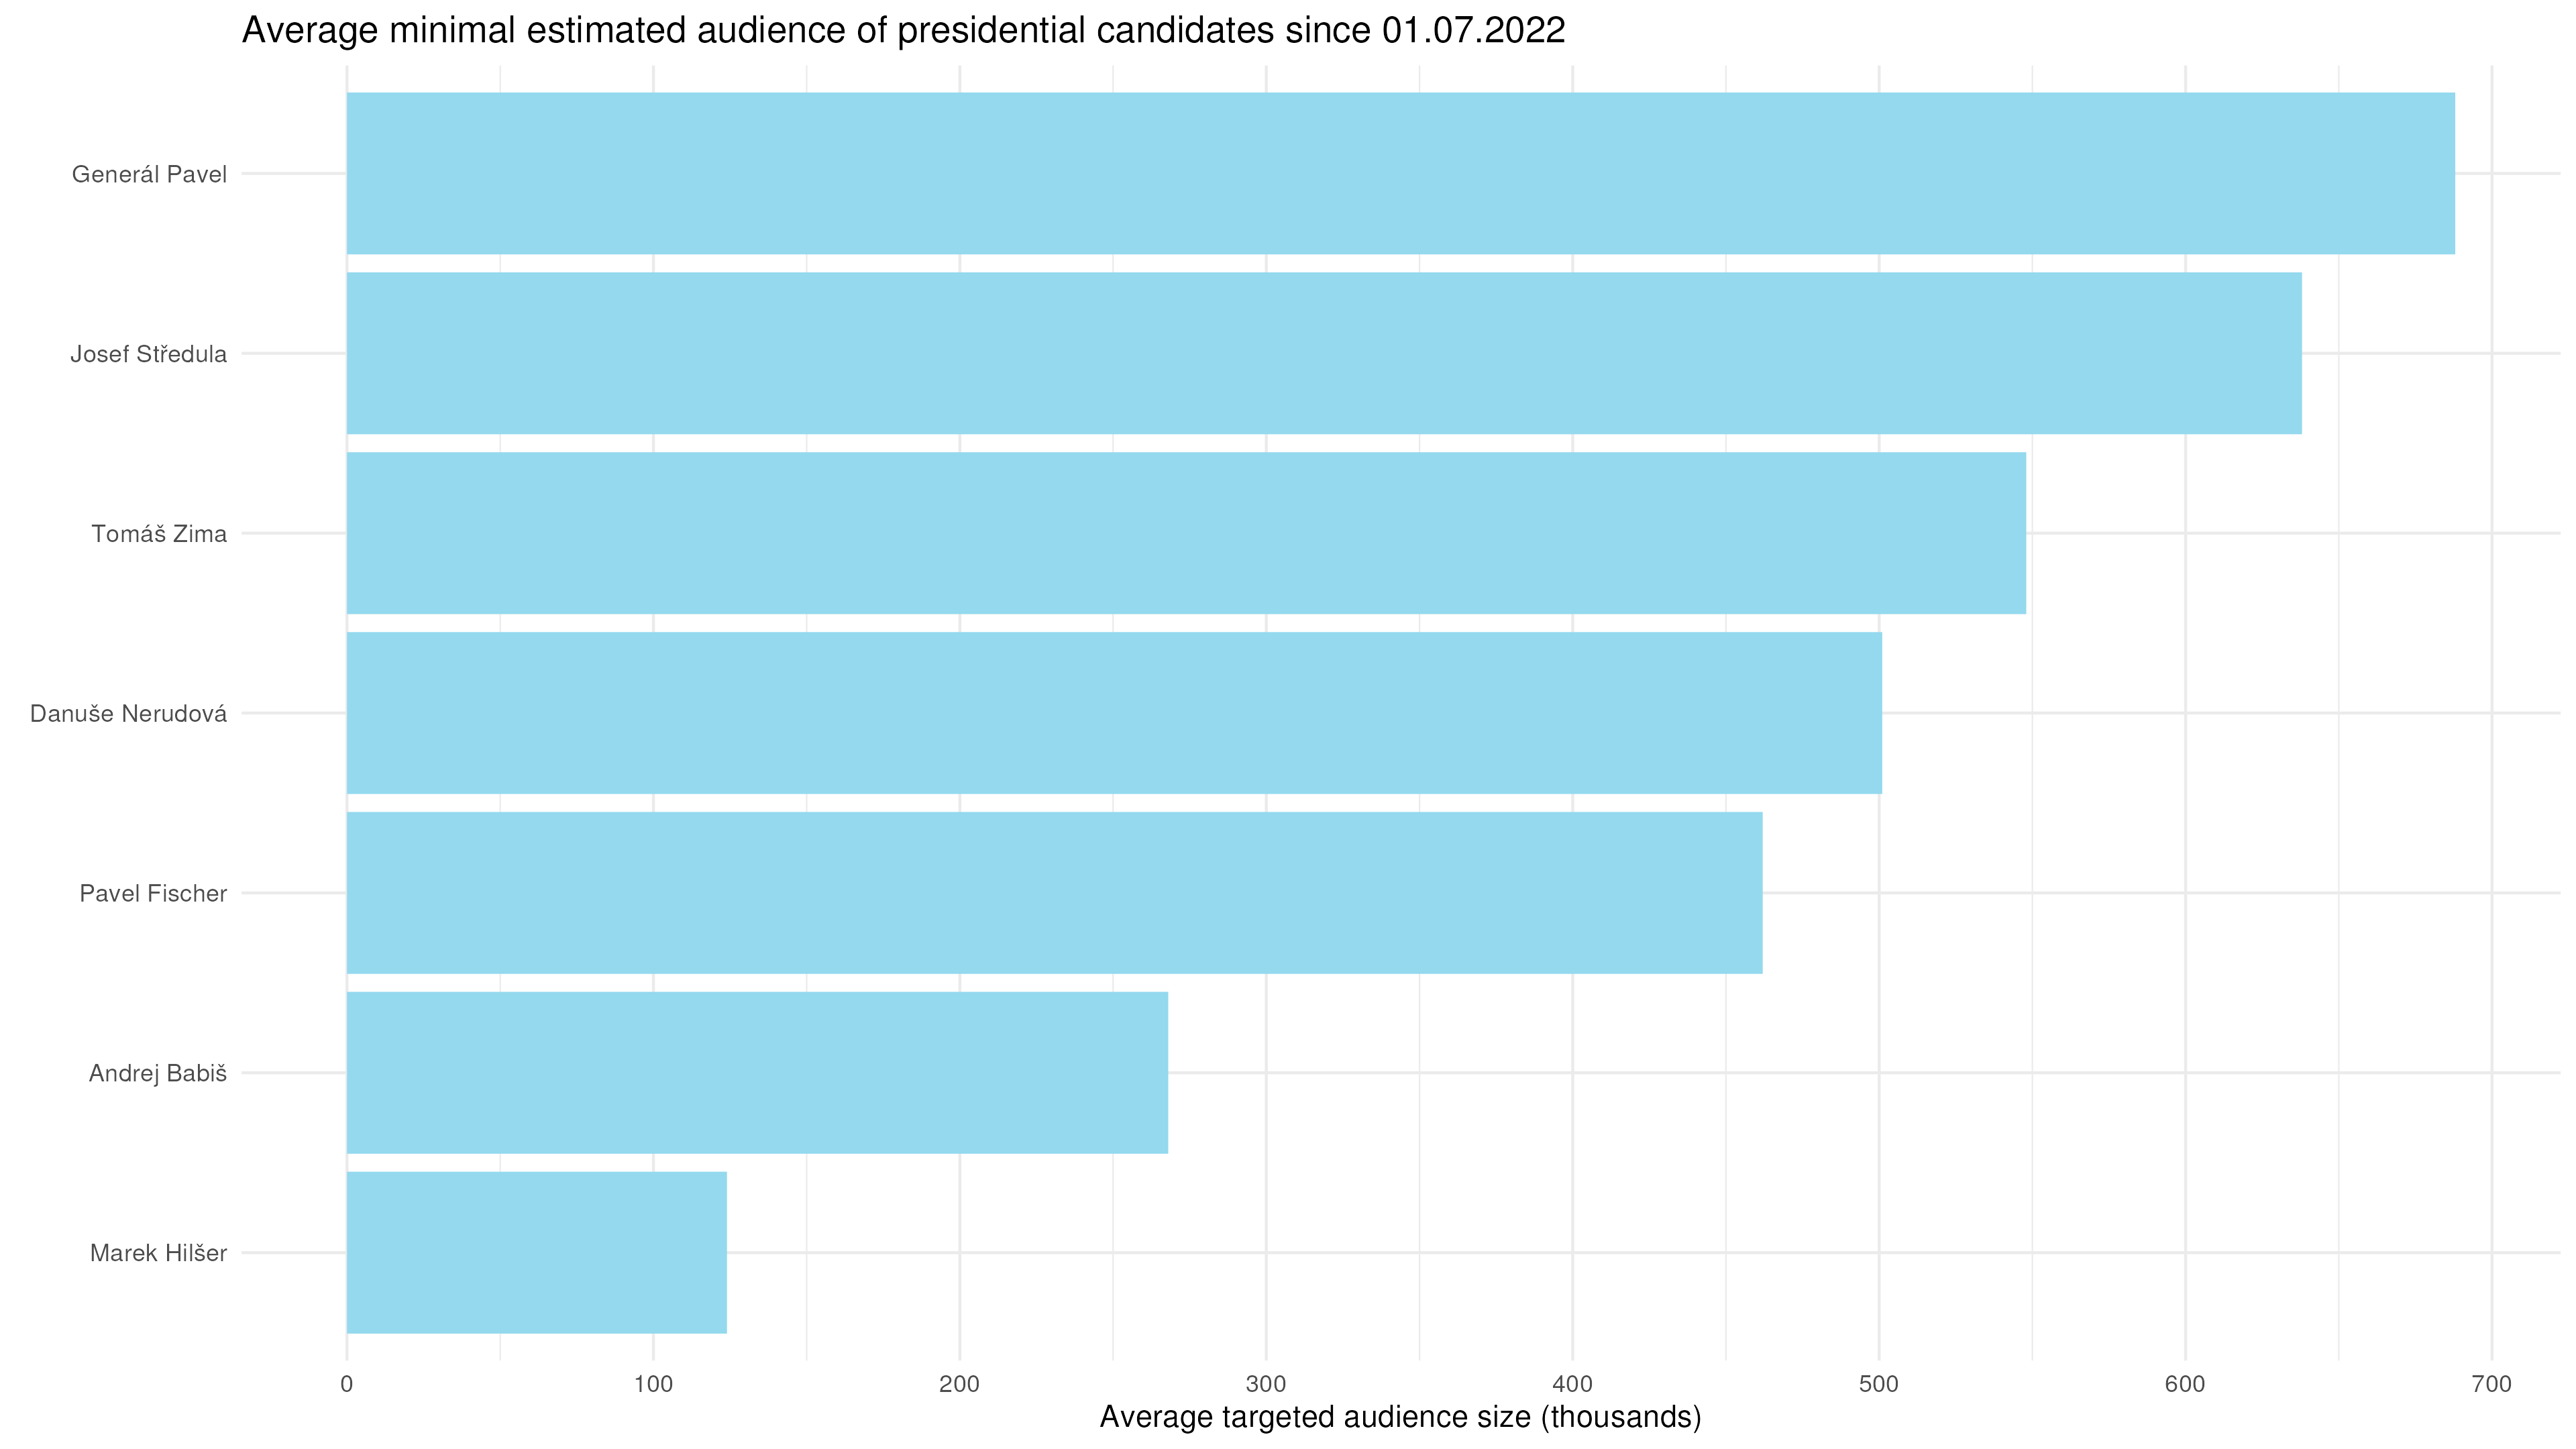 Average minimal estimated audience of presidential candidates since 01.07.2022
Generál Pavel
Josef Středula
Tomáš Zima
Danuše Nerudová
Pavel Fischer
Andrej Babiš
Marek Hilšer
0 100 200 300 400 500 600 700
Average targeted audience size (thousands)